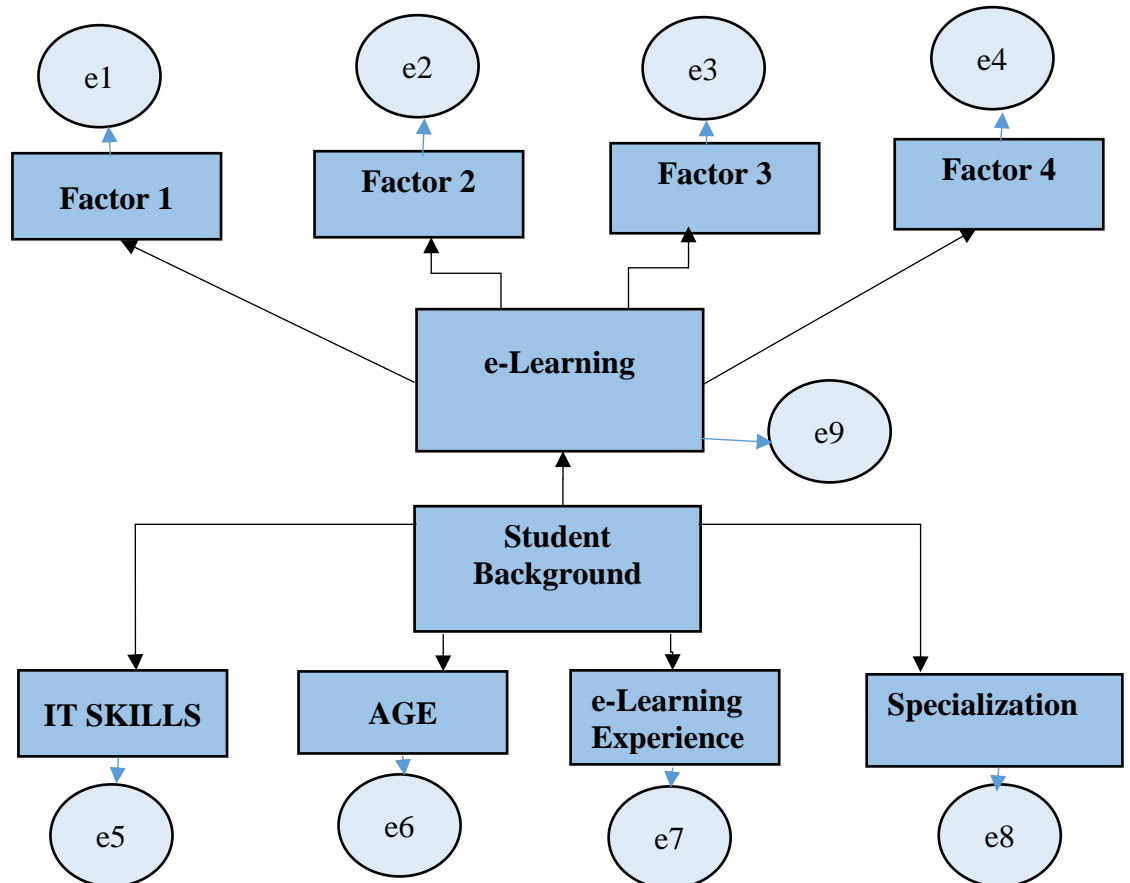 e1
e2
e3
e4
Factor 1
Factor 2
Factor 3
Factor 4
e-Learning
e9
Student
Background
IT SKILLS
AGE
e-Learning
Experience
Specialization
e5
e6
e7
e8